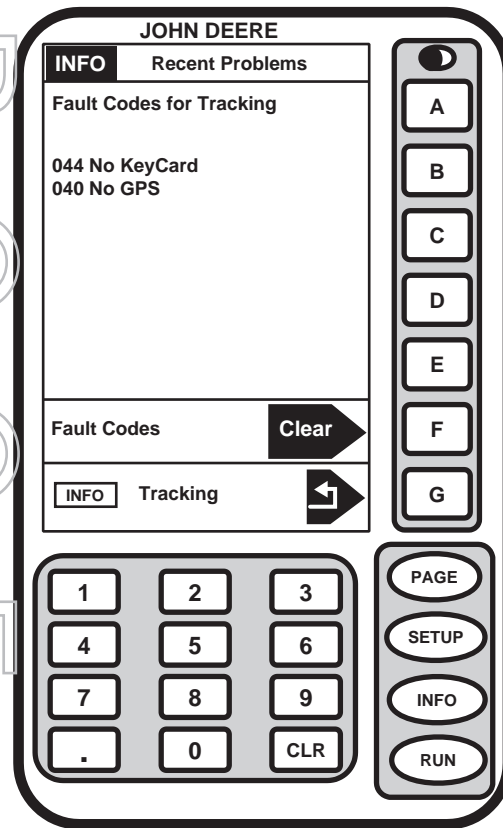 JOHN DEERE
INFO Recent Problems
Fault Codes for Tracking
044 No KeyCard
040 No GPS
Fault Codes Clear
INFO Tracking
A
B
C
D
E
F
G
1 2 3
4 5 6
7 8 9
. 0 CLR
PAGE
SETUP
INFO
RUN